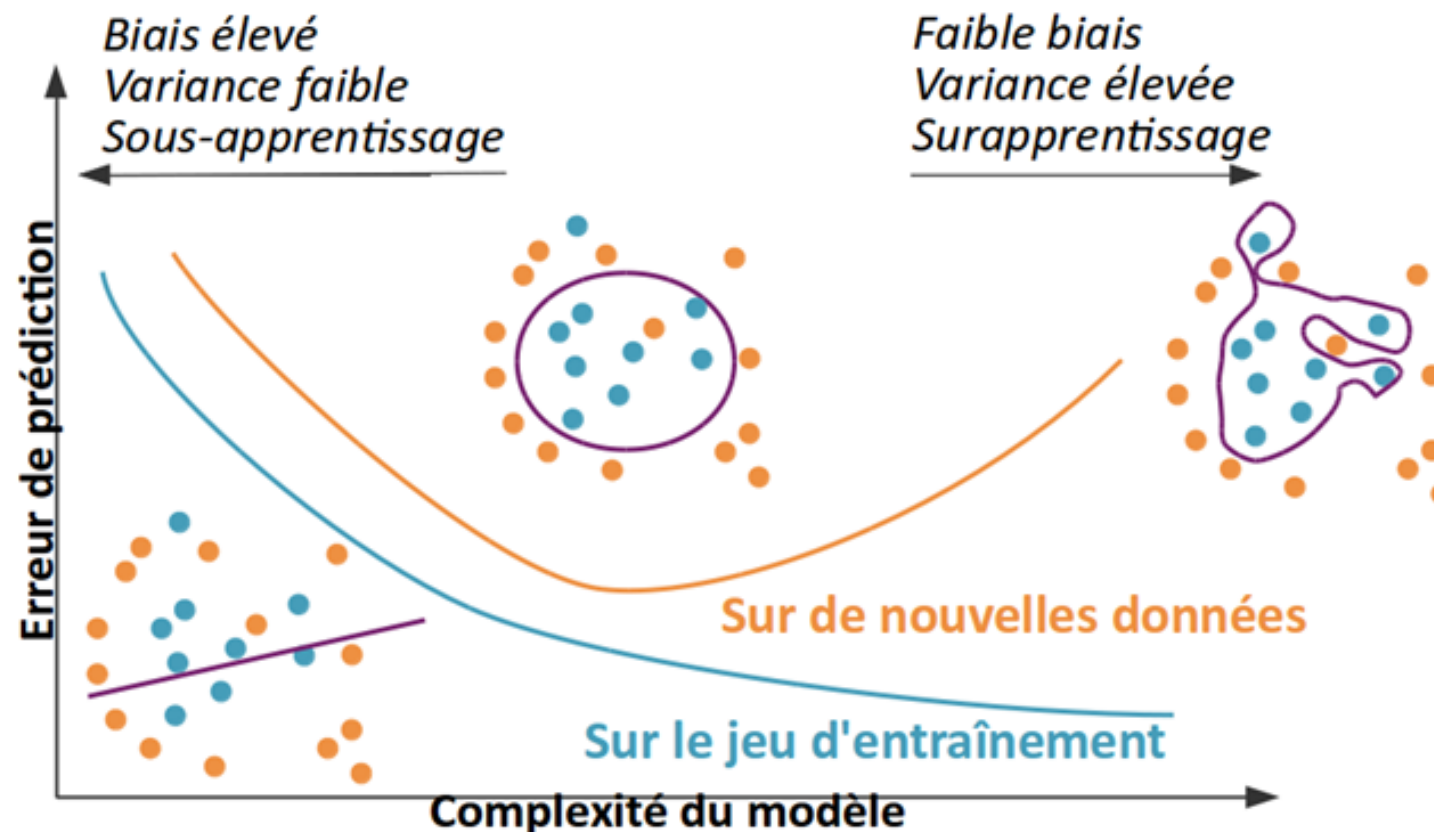 Biais élevé
Variance faible
Sous-apprentissage
Faible biais
Variance élevée
Surapprentissage
Erreur de prédiction
Sur de nouvelles données
Sur le jeu d'entraînement
Complexité du modèle